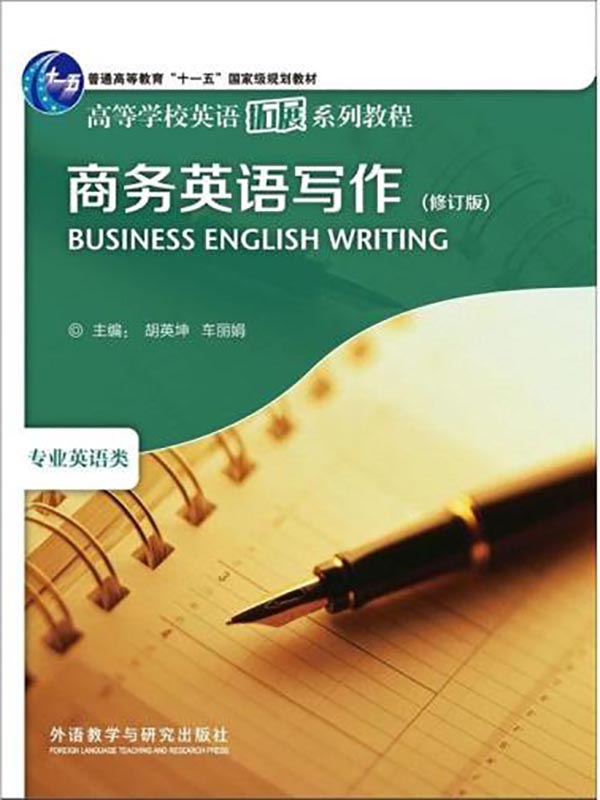 十一五
普通高等教育“十一五”国家级规划教材
高等学校英语拓展系列教程
商务英语写作（修订版）
BUSINESS ENGLISH WRITING
◎ 主编：胡英坤 车丽娟
专业英语类
3
外语教学与研究出版社
FOREIGN LANGUAGE TEACHING AND RESEARCH PRESS